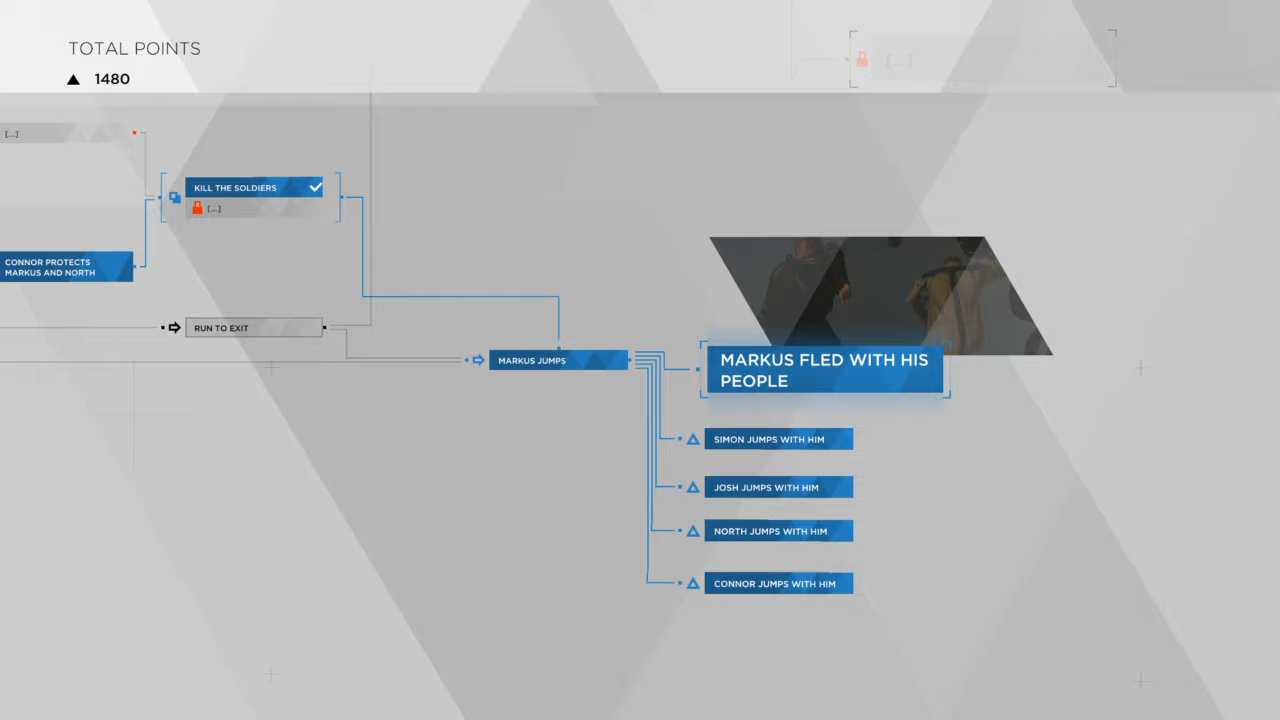 TOTAL POINTS
1480
[...]
[...]
KILL THE SOLDIERS
[...]
CONNOR PROTECTS
MARKUS AND NORTH
RUN TO EXIT
MARKUS JUMPS
MARKUS FLED WITH HIS
PEOPLE
SIMON JUMPS WITH HIM
JOSH JUMPS WITH HIM
NORTH JUMPS WITH HIM
CONNOR JUMPS WITH HIM